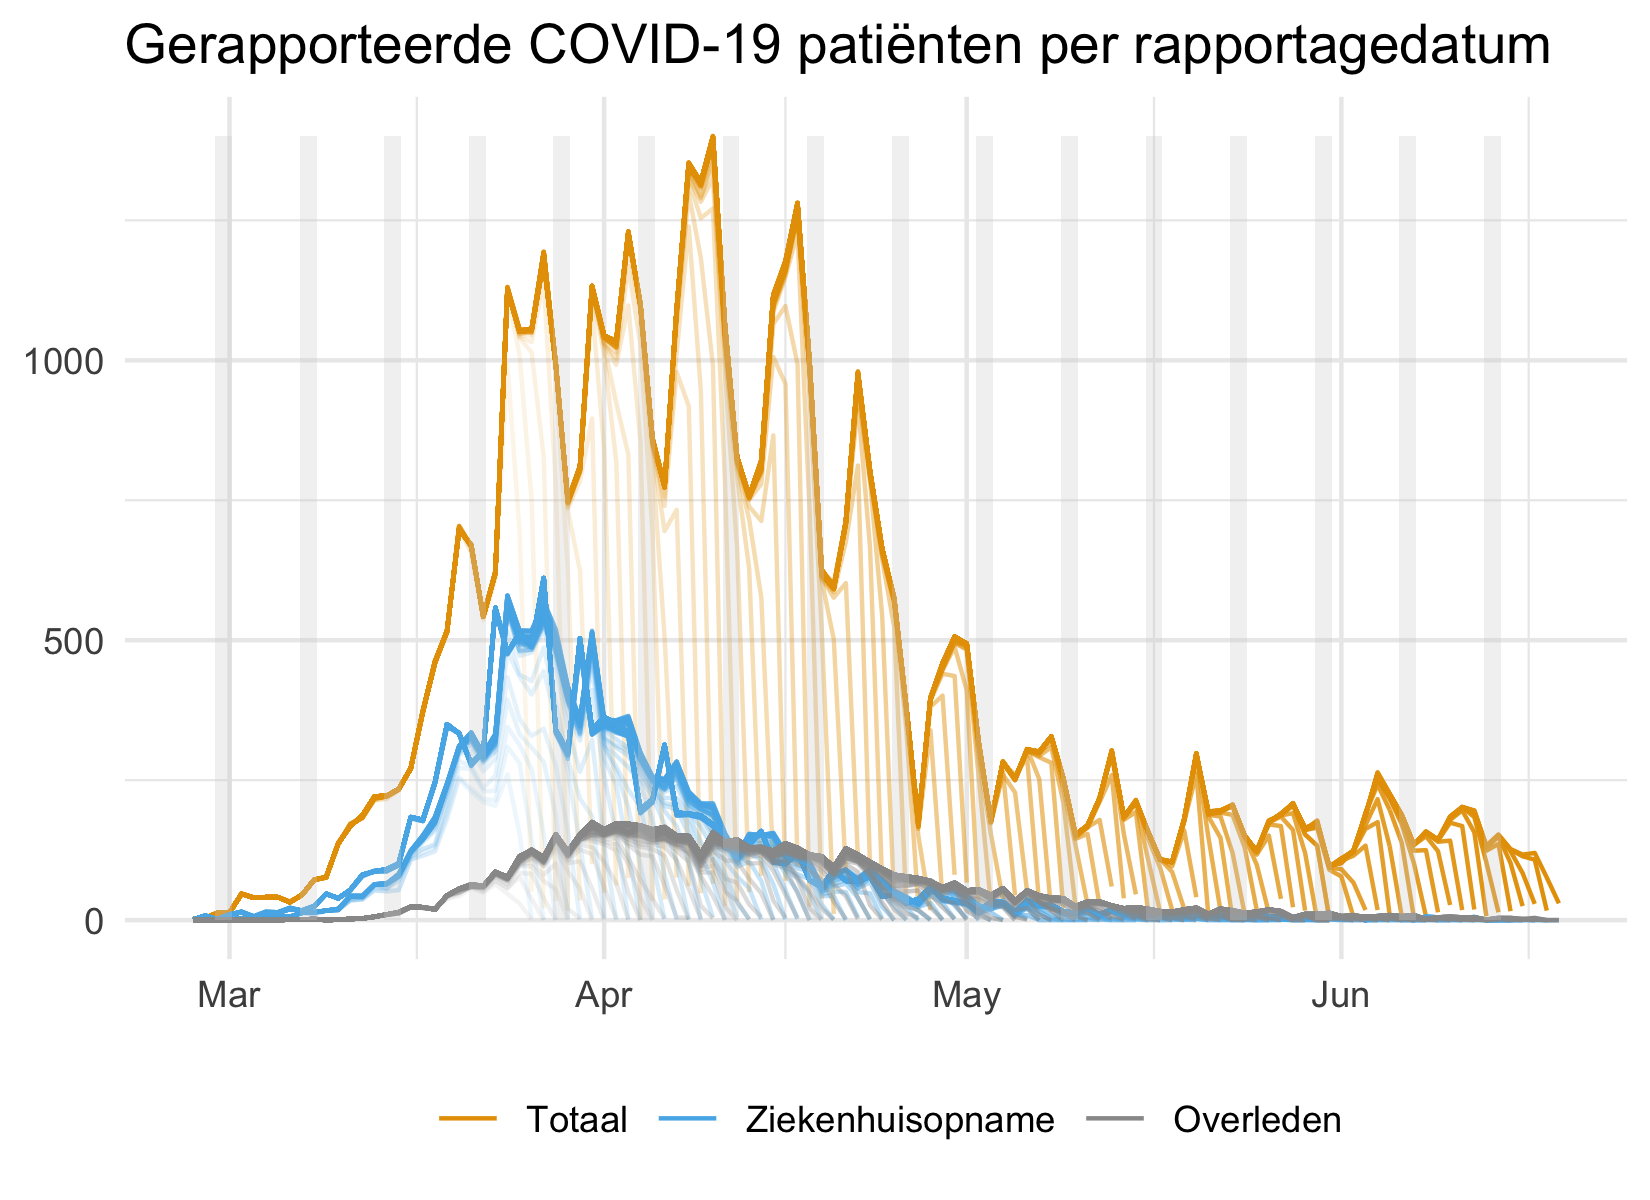 Gerapporteerde COVID-19 patiënten per rapportagedatum
1000
500
0
Mar Apr May Jun
Totaal Ziekenhuisopname Overleden